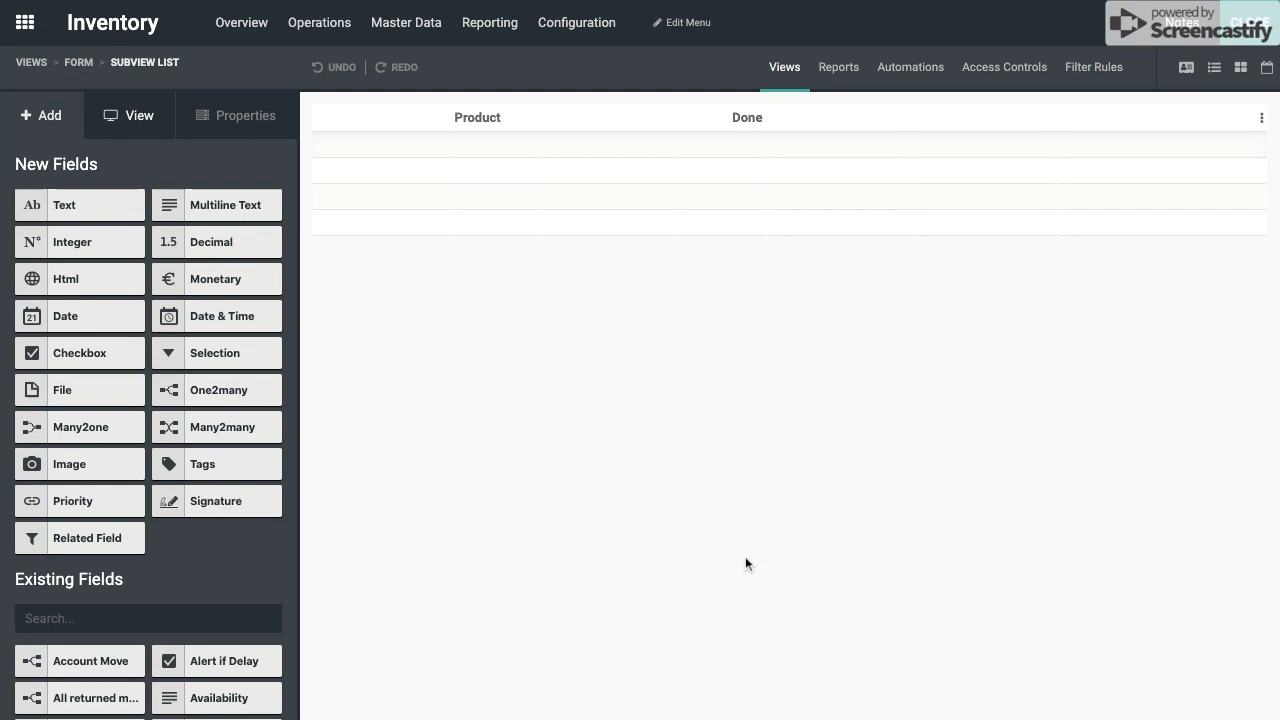 Inventory
Overview
Operations
Master Data
Reporting
Configuration
Edit Menu
powered by
Screencastify
Notes
CLOSE
VIEWS > FORM > SUBVIEW LIST
UNDO
REDO
Views
Reports
Automations
Access Controls
Filter Rules
+ Add
View
Properties
Product
Done
New Fields
Ab Text
Multiline Text
N° Integer
1.5 Decimal
Html
€ Monetary
21 Date
Date & Time
Checkbox
Selection
File
One2many
Many2one
Many2many
Image
Tags
Priority
Signature
Related Field
Existing Fields
Search...
Account Move
Alert if Delay
All returned m...
Availability